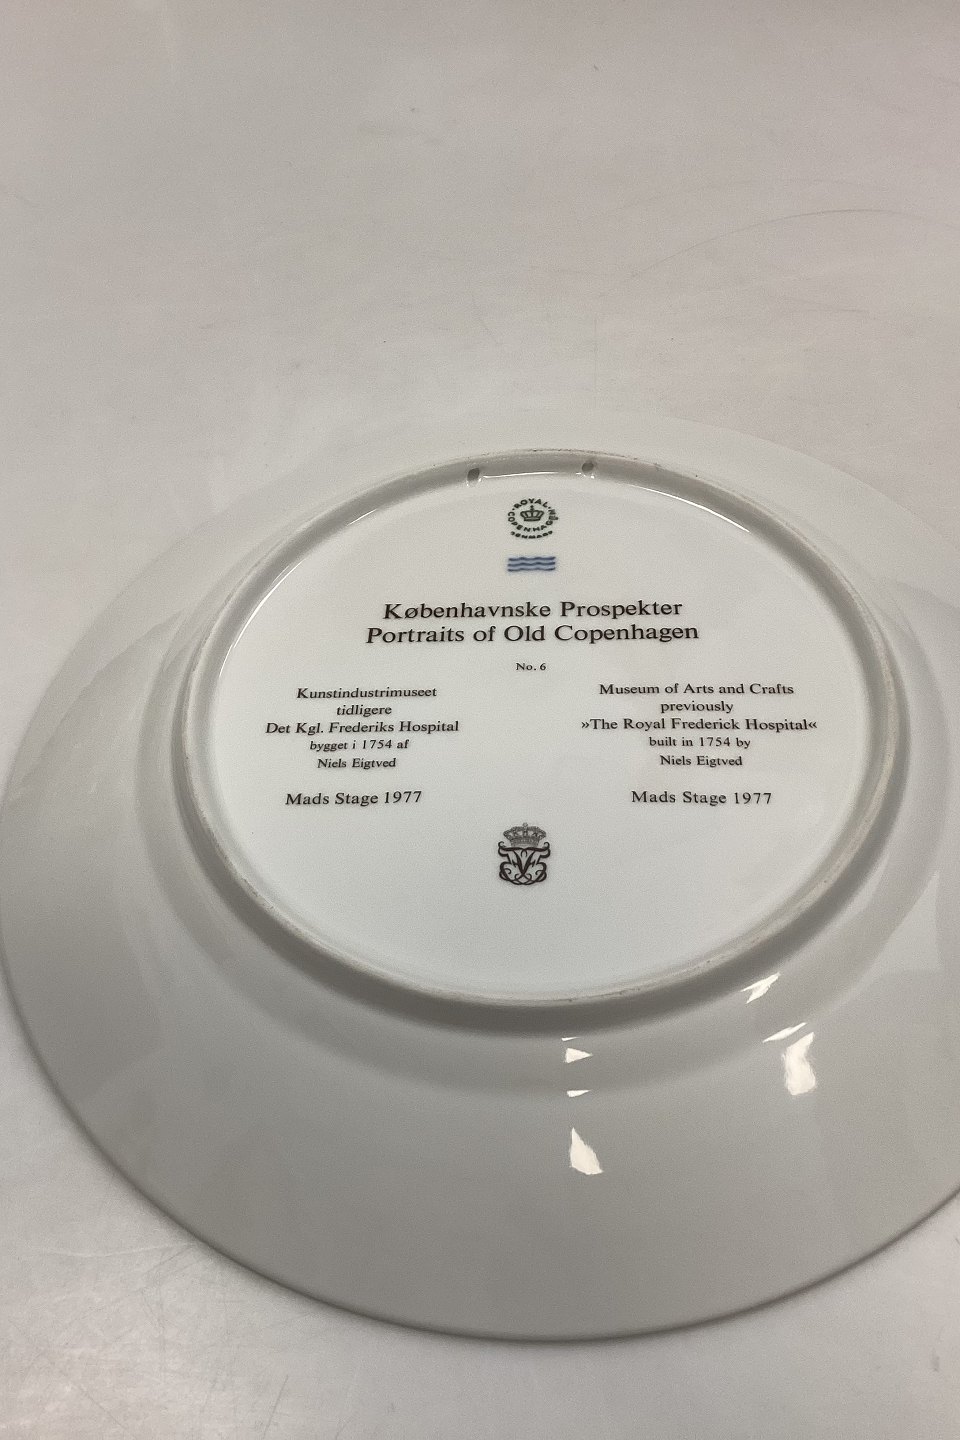 ROYAL
COPENHAGEN
DENMARK
Københavnske Prospekter
Portraits of Old Copenhagen
No. 6
Kunstindustrimuseet
tidligere
Det Kgl. Frederiks Hospital
bygget i 1754 af
Niels Eigtved
Mads Stage 1977
Museum of Arts and Crafts
previously
»The Royal Frederick Hospital«
built in 1754 by
Niels Eigtved
Mads Stage 1977